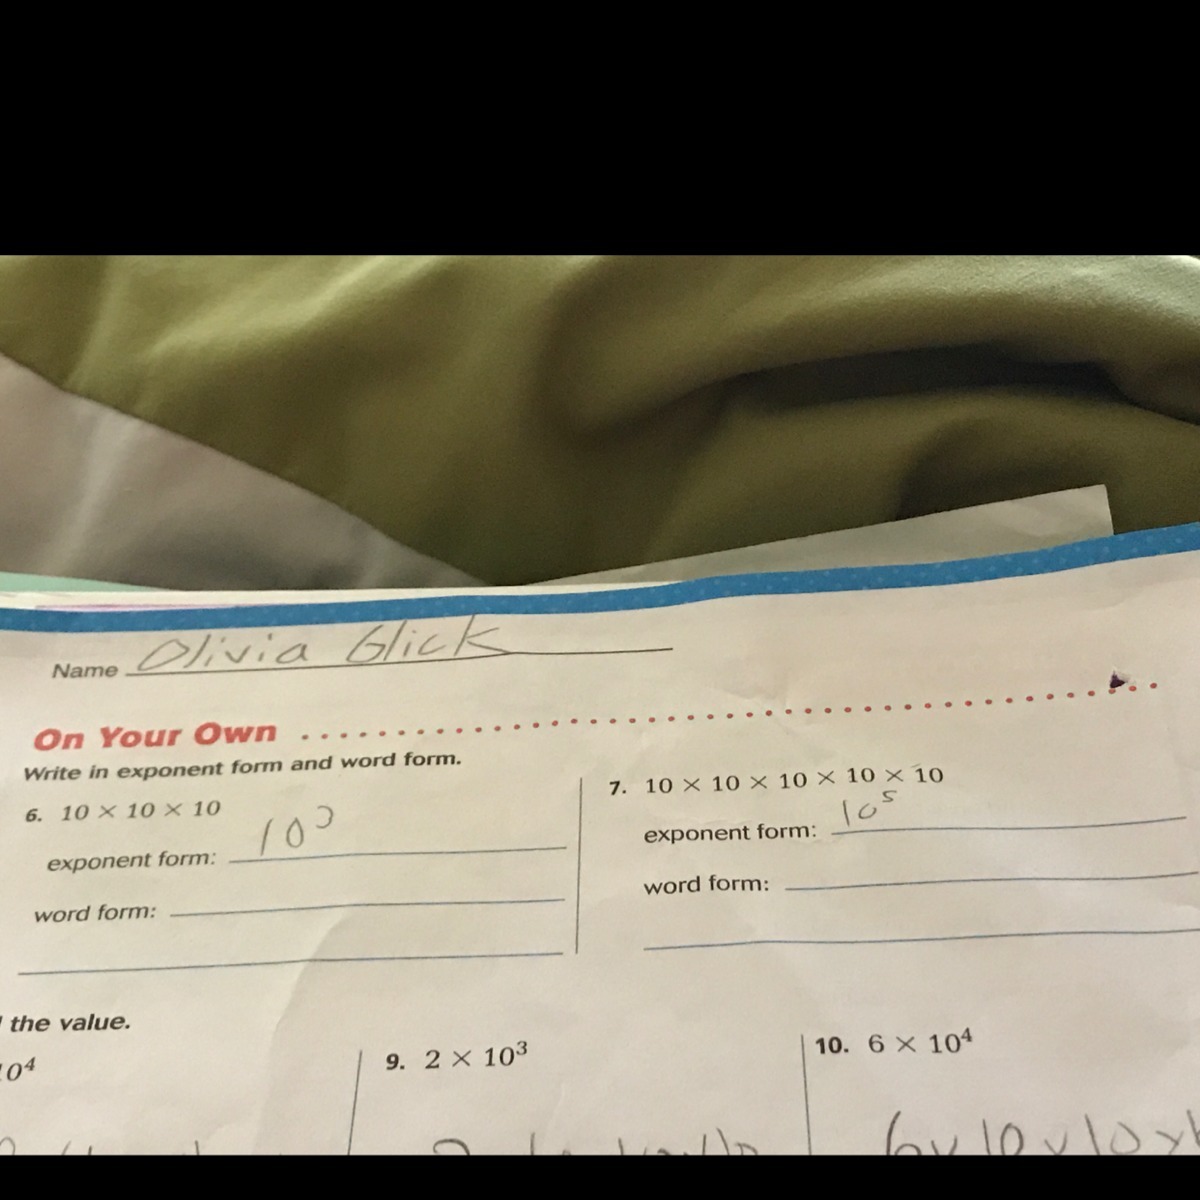 Name Olivia Glick
On Your Own
Write in exponent form and word form.
6. 10 × 10 × 10
exponent form: 10³
word form:
7. 10 × 10 × 10 × 10 × 10
exponent form: 10⁵
word form:
the value.
10⁴
9. 2 × 10³
10. 6 × 10⁴
6x10x10x